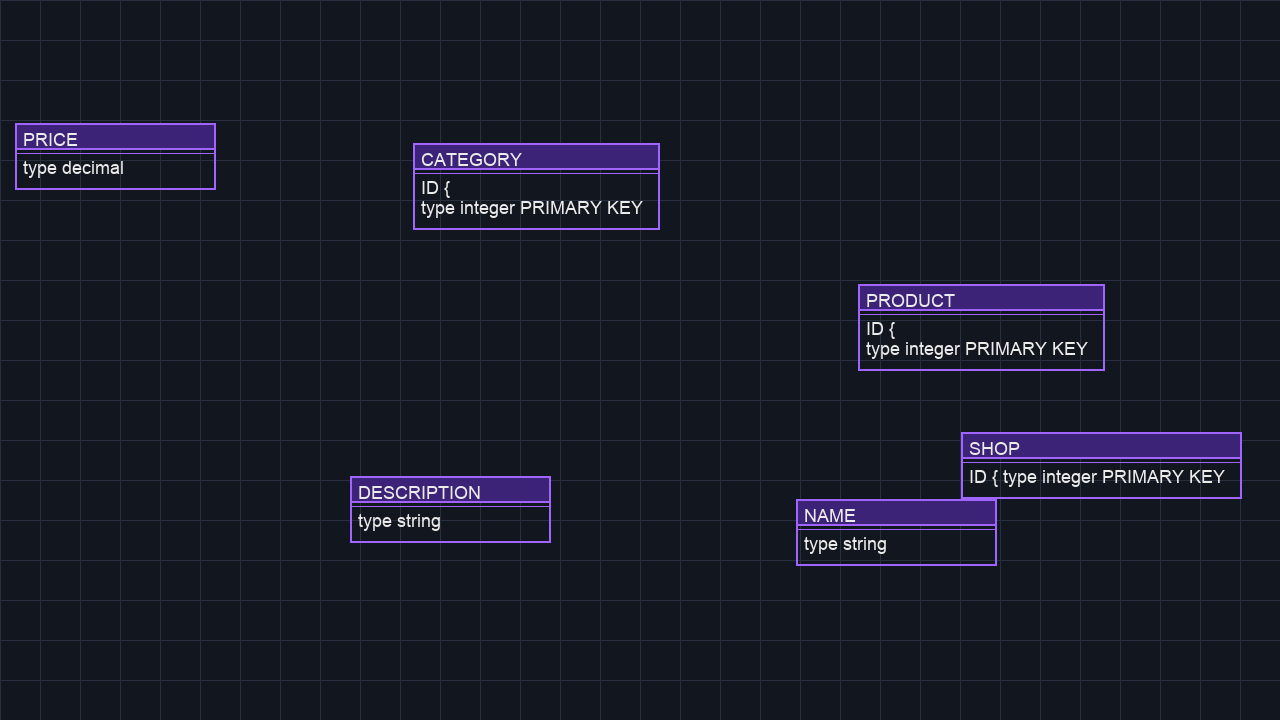 PRICE
type decimal
CATEGORY
ID {
type integer PRIMARY KEY
PRODUCT
ID {
type integer PRIMARY KEY
SHOP
ID { type integer PRIMARY KEY
DESCRIPTION
type string
NAME
type string